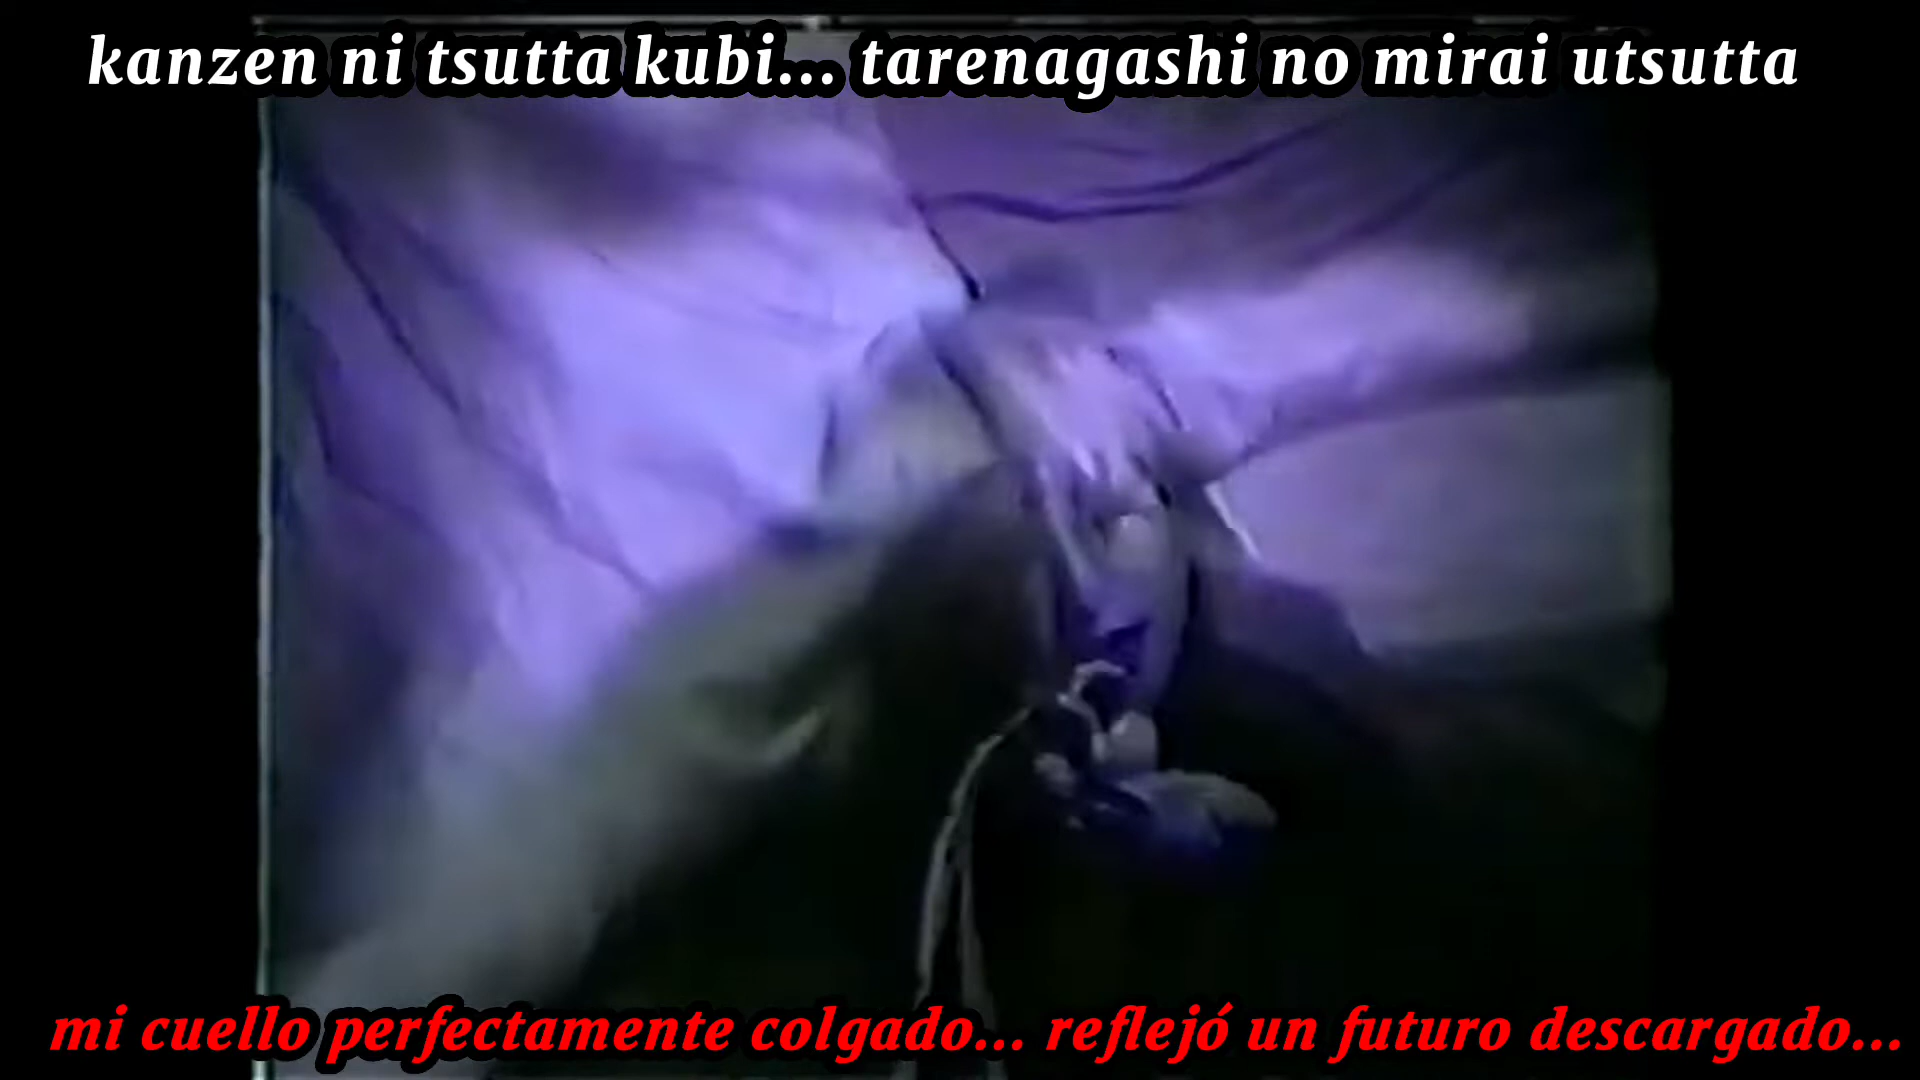 kanzen ni tsutta kubi... tarenagashi no mirai utsutta
mi cuello perfectamente colgado... reflejó un futuro descargado...